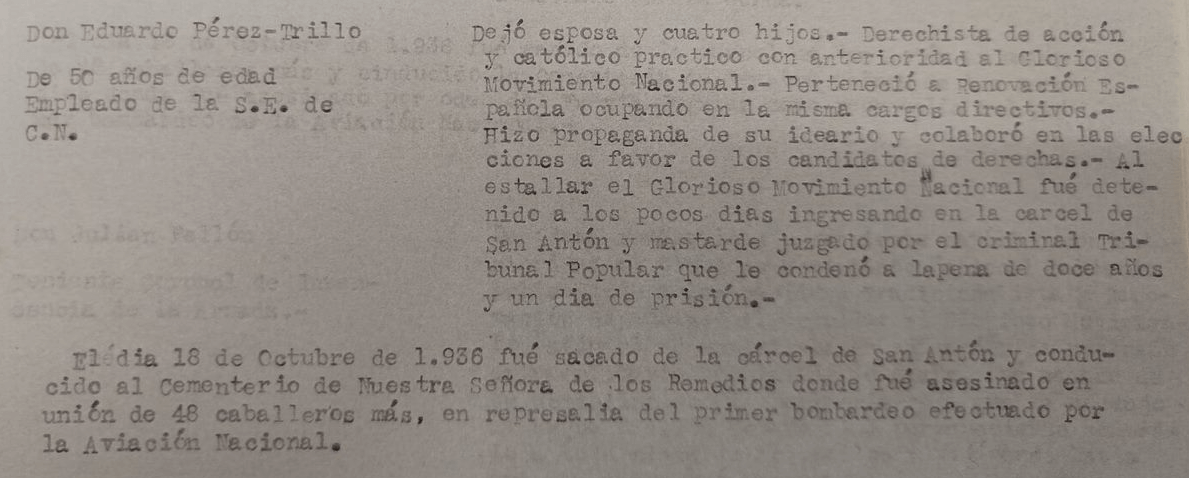 Don Eduardo Pérez-Trillo
De 50 años de edad
Empleado de la S.E. de
C.N.
Dejó esposa y cuatro hijos.- Derechista de acción
y católico practico con anterioridad al Glorioso
Movimiento Nacional.- Perteneció a Renovación Es-
pañola ocupando en la misma cargos directivos.-
Hizo propaganda de su ideario y colaboró en las elec
ciones a favor de los candidatos de derechas.- Al
estallar el Glorioso Movimiento Nacional fué dete-
nido a los pocos dias ingresando en la carcel de
San Antón y mastarde juzgado por el criminal Tri-
bunal Popular que le condenó a lapena de doce años
y un dia de prisión.-
El dia 18 de Octubre de 1.936 fué sacado de la cárcel de San Antón y condu-
cido al Cementerio de Nuestra Señora de los Remedios donde fué asesinado en
unión de 48 caballeros más, en represalia del primer bombardeo efectuado por
la Aviación Nacional.